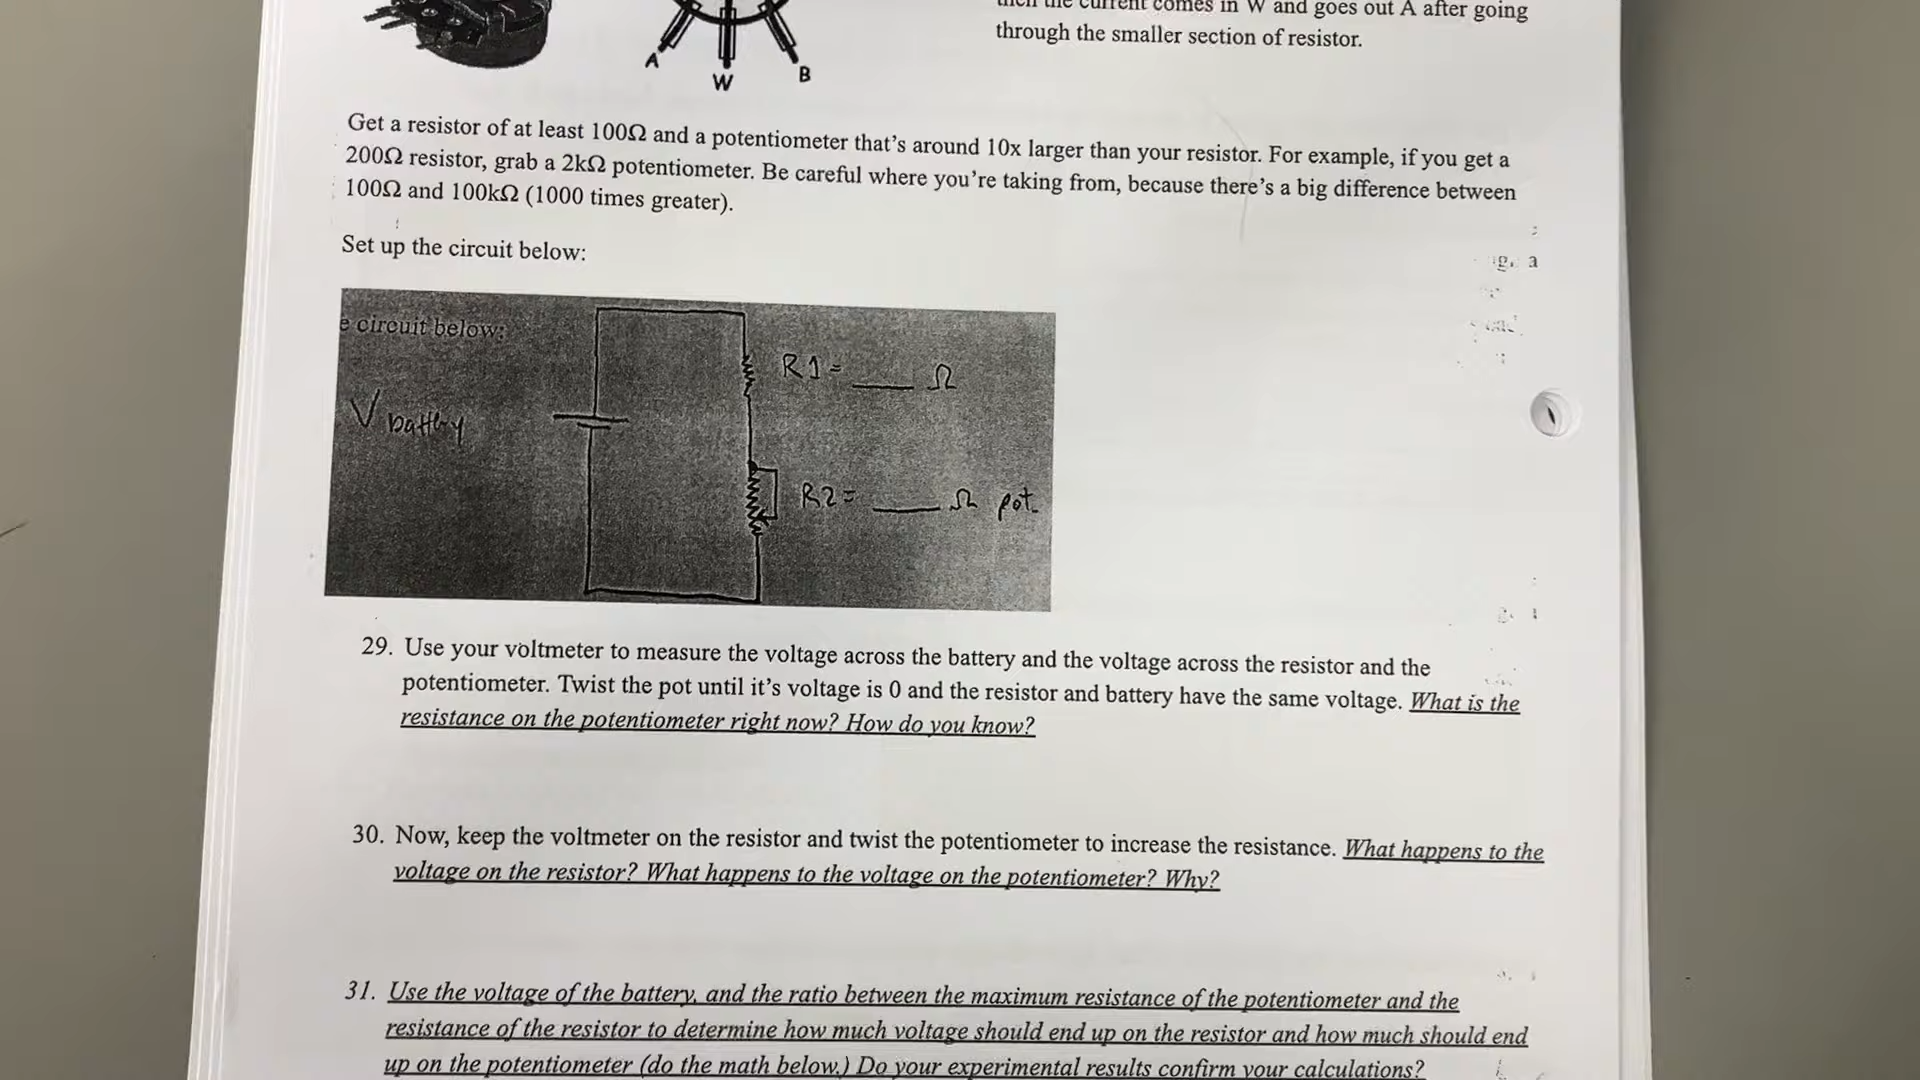 then the current comes in W and goes out A after going
through the smaller section of resistor.
A
W
B
Get a resistor of at least 100Ω and a potentiometer that's around 10x larger than your resistor. For example, if you get a
200Ω resistor, grab a 2kΩ potentiometer. Be careful where you're taking from, because there's a big difference between
100Ω and 100kΩ (1000 times greater).
Set up the circuit below:
e circuit below:
V battery
R1 = ___ Ω
R2 = ___ Ω pot.
29. Use your voltmeter to measure the voltage across the battery and the voltage across the resistor and the
potentiometer. Twist the pot until it's voltage is 0 and the resistor and battery have the same voltage. What is the
resistance on the potentiometer right now? How do you know?
30. Now, keep the voltmeter on the resistor and twist the potentiometer to increase the resistance. What happens to the
voltage on the resistor? What happens to the voltage on the potentiometer? Why?
31. Use the voltage of the battery, and the ratio between the maximum resistance of the potentiometer and the
resistance of the resistor to determine how much voltage should end up on the resistor and how much should end
up on the potentiometer (do the math below.) Do your experimental results confirm your calculations?